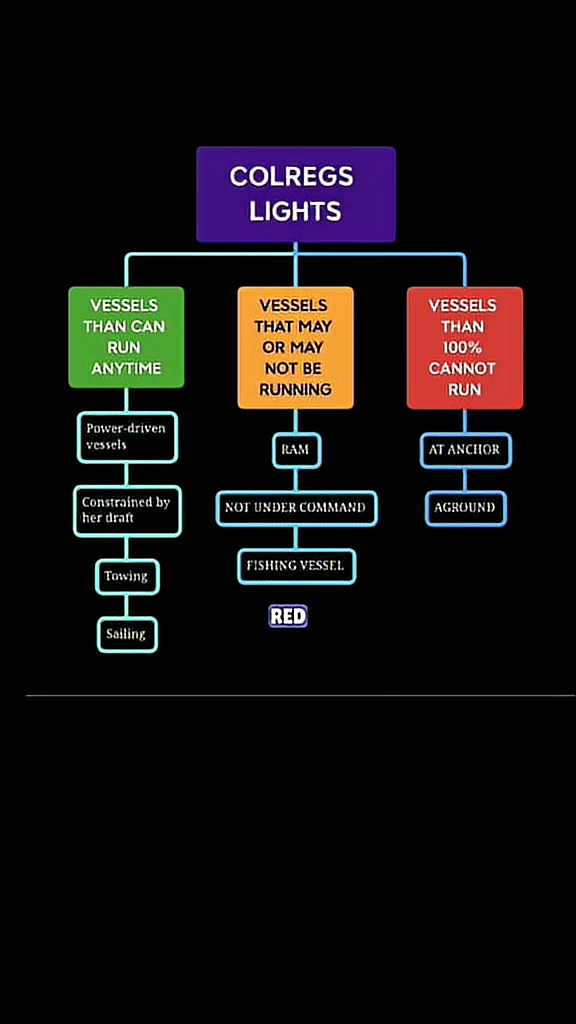 COLREGS
LIGHTS
VESSELS
THAN CAN
RUN
ANYTIME
Power-driven
vessels
Constrained by
her draft
Towing
Sailing
VESSELS
THAT MAY
OR MAY
NOT BE
RUNNING
RAM
NOT UNDER COMMAND
FISHING VESSEL
RED
VESSELS
THAN
100%
CANNOT
RUN
AT ANCHOR
AGROUND